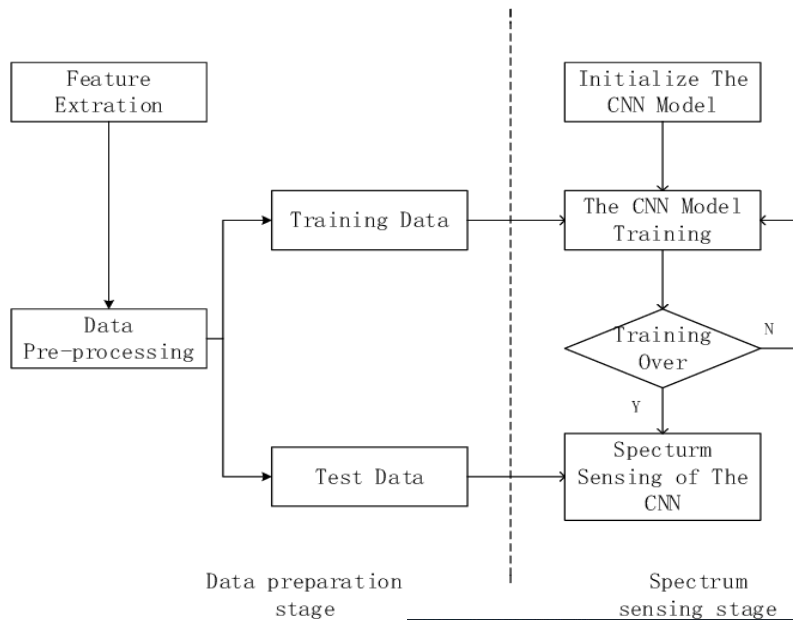 Feature
Extration
Initialize The
CNN Model
Training Data
The CNN Model
Training
Data
Pre-processing
Training
Over
N
Y
Test Data
Specturm
Sensing of The
CNN
Data preparation
stage
Spectrum
sensing stage